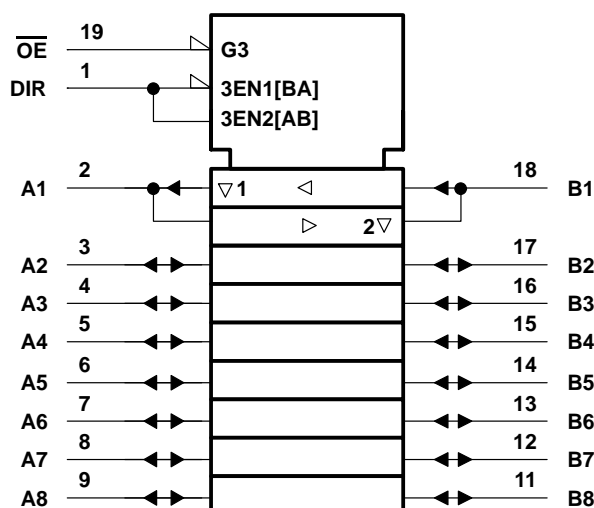 OE 19 G3
DIR 1 3EN1[BA]
3EN2[AB]
A1 2 ▽1 ◁ 18 B1
▷ 2▽
A2 3 17 B2
A3 4 16 B3
A4 5 15 B4
A5 6 14 B5
A6 7 13 B6
A7 8 12 B7
A8 9 11 B8